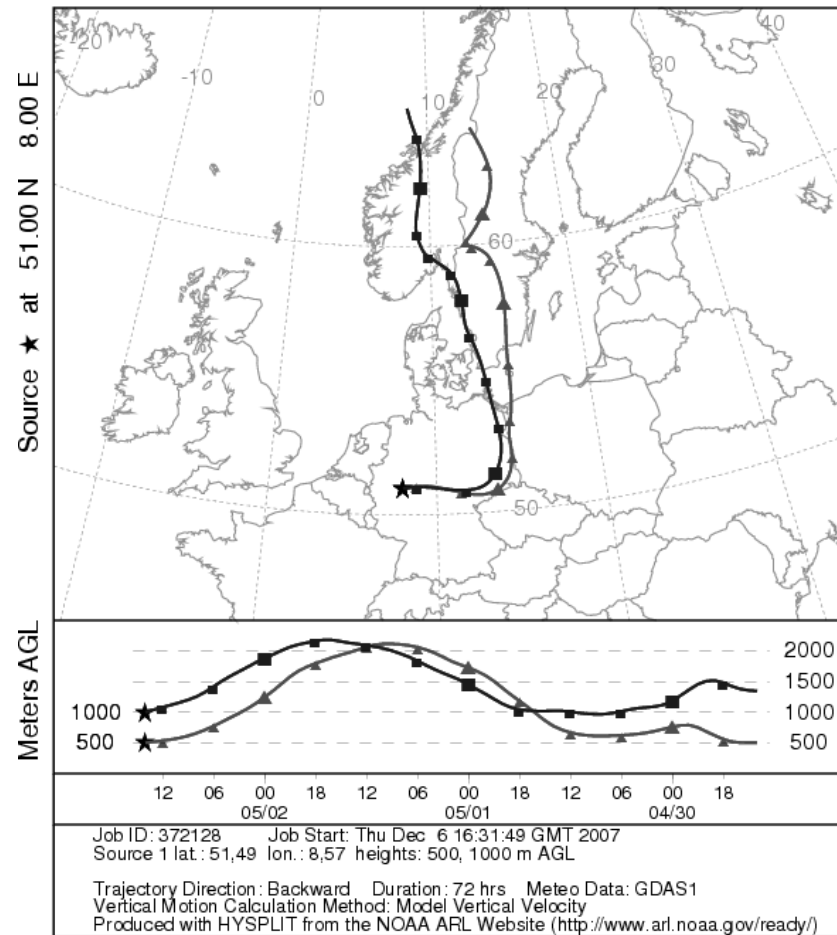 Source ★ at 51.00 N 8.00 E
-20
-10
0
10
20
30
40
60
50
Meters AGL
2000
1500
1000 1000
500 500
12 06 00 18 12 06 00 18 12 06 00 18
05/02 05/01 04/30
Job ID: 372128 Job Start: Thu Dec 6 16:31:49 GMT 2007
Source 1 lat.: 51,49 lon.: 8,57 heights: 500, 1000 m AGL
Trajectory Direction: Backward Duration: 72 hrs Meteo Data: GDAS1
Vertical Motion Calculation Method: Model Vertical Velocity
Produced with HYSPLIT from the NOAA ARL Website (http://www.arl.noaa.gov/ready/)